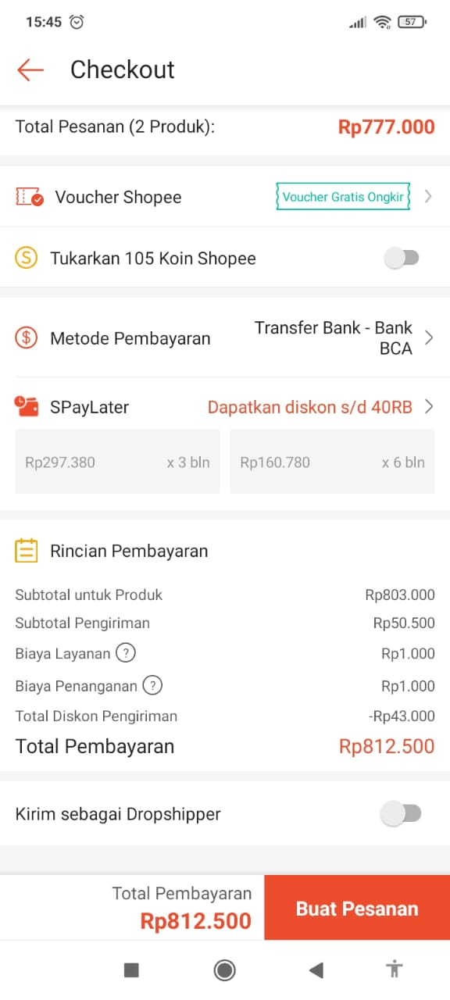 15:45
57
Checkout
Total Pesanan (2 Produk): Rp777.000
Voucher Shopee Voucher Gratis Ongkir
S Tukarkan 105 Koin Shopee
$ Metode Pembayaran Transfer Bank - Bank
BCA
SPayLater Dapatkan diskon s/d 40RB
Rp297.380 x 3 bln Rp160.780 x 6 bln
Rincian Pembayaran
Subtotal untuk Produk Rp803.000
Subtotal Pengiriman Rp50.500
Biaya Layanan ? Rp1.000
Biaya Penanganan ? Rp1.000
Total Diskon Pengiriman -Rp43.000
Total Pembayaran Rp812.500
Kirim sebagai Dropshipper
Total Pembayaran
Rp812.500
Buat Pesanan